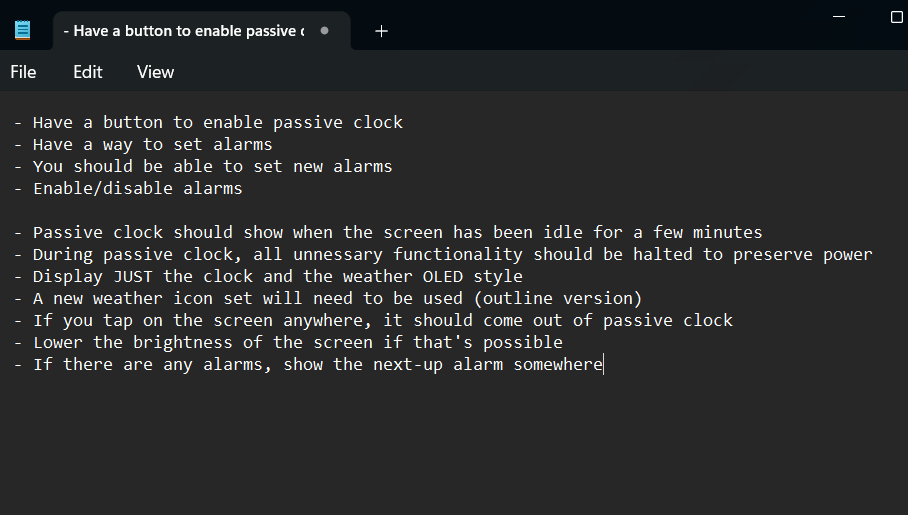 - Have a button to enable passive c
File Edit View
- Have a button to enable passive clock
- Have a way to set alarms
- You should be able to set new alarms
- Enable/disable alarms
- Passive clock should show when the screen has been idle for a few minutes
- During passive clock, all unnessary functionality should be halted to preserve power
- Display JUST the clock and the weather OLED style
- A new weather icon set will need to be used (outline version)
- If you tap on the screen anywhere, it should come out of passive clock
- Lower the brightness of the screen if that's possible
- If there are any alarms, show the next-up alarm somewhere